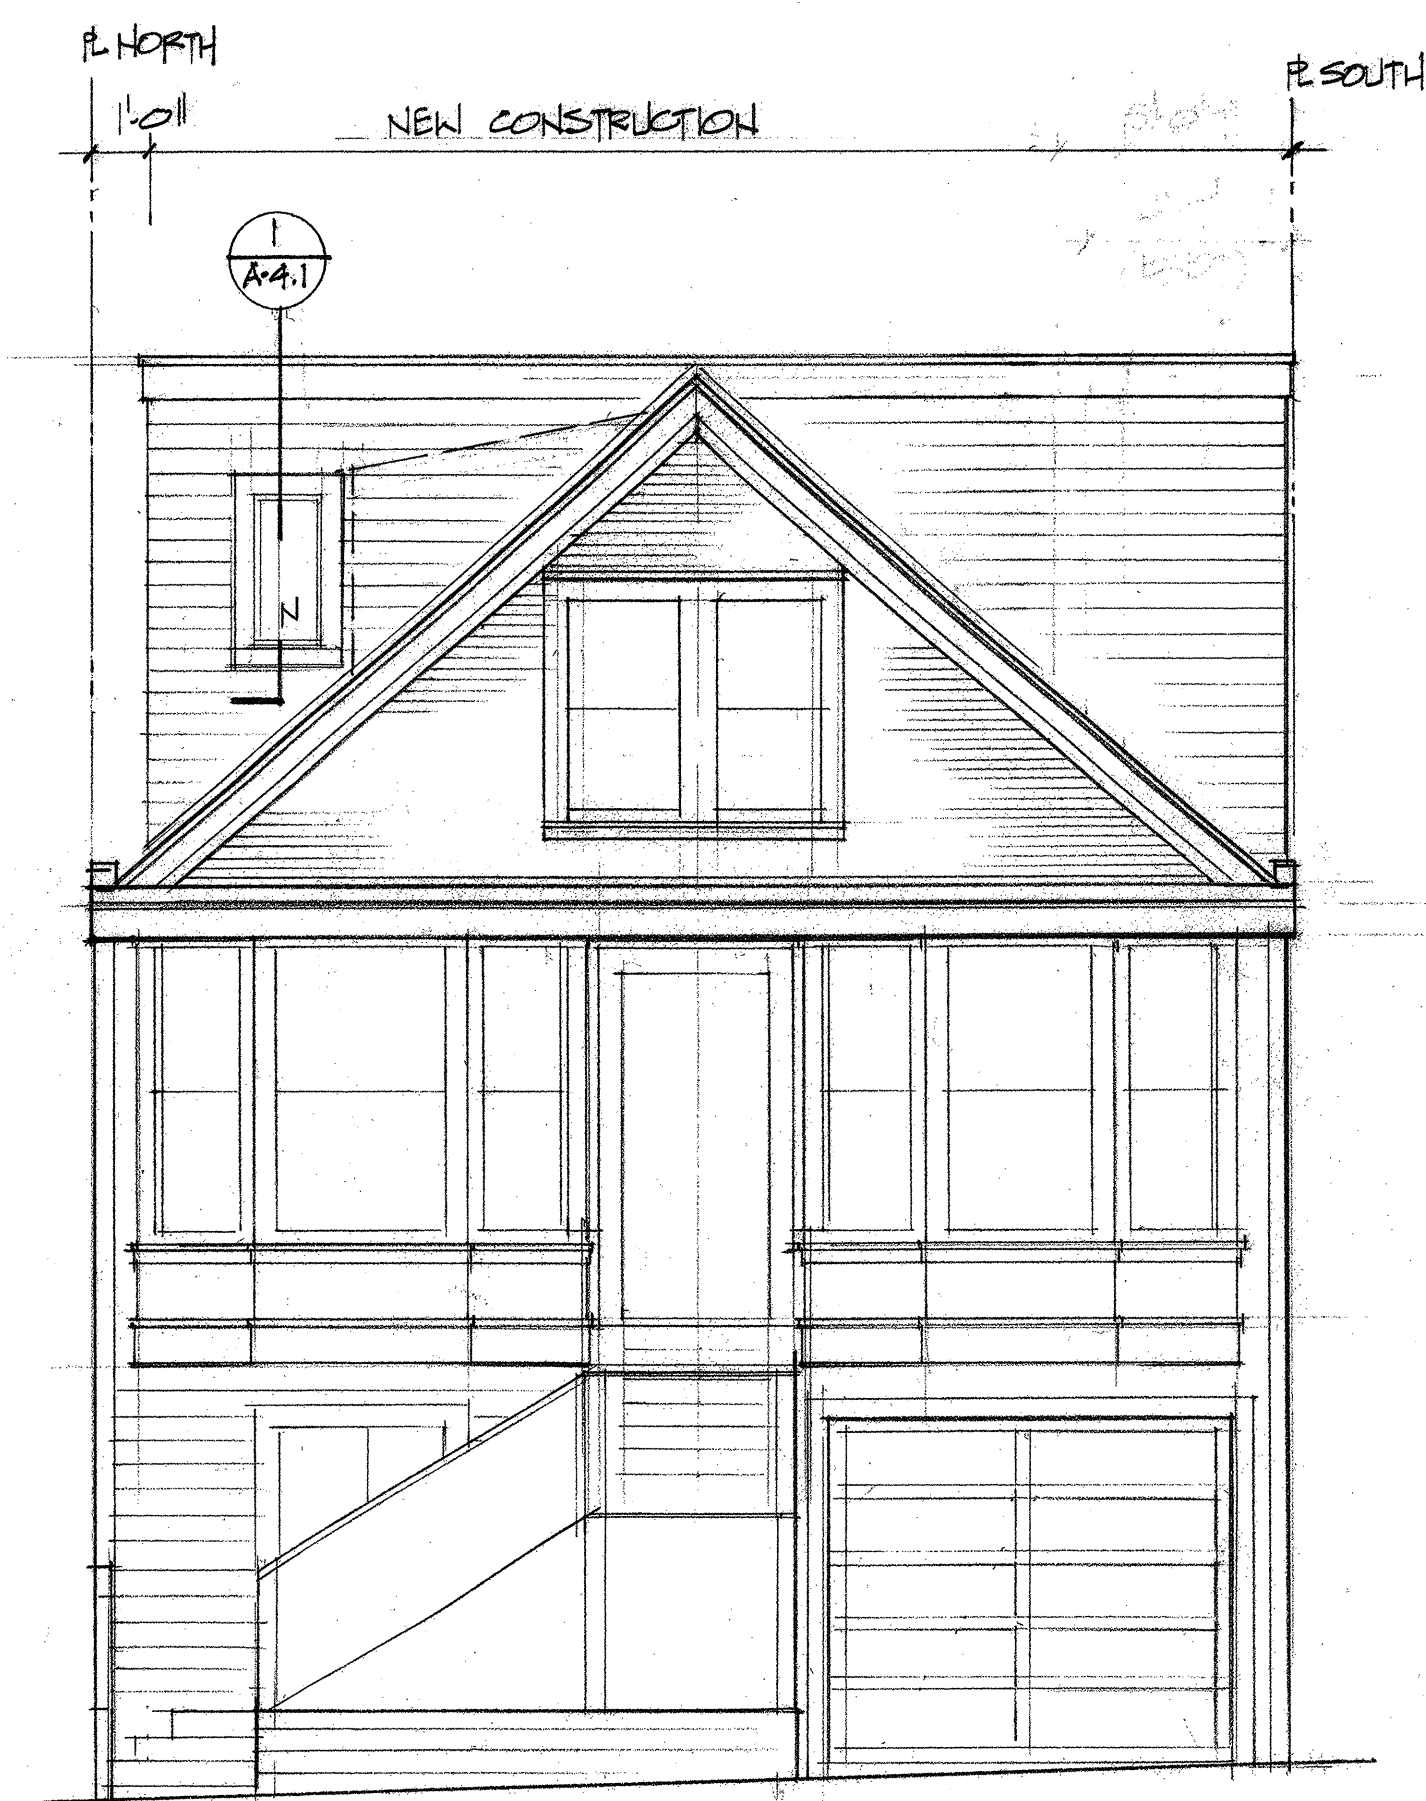 PL NORTH
PL SOUTH
1'-0"
NEW CONSTRUCTION
1
A.4.1
N